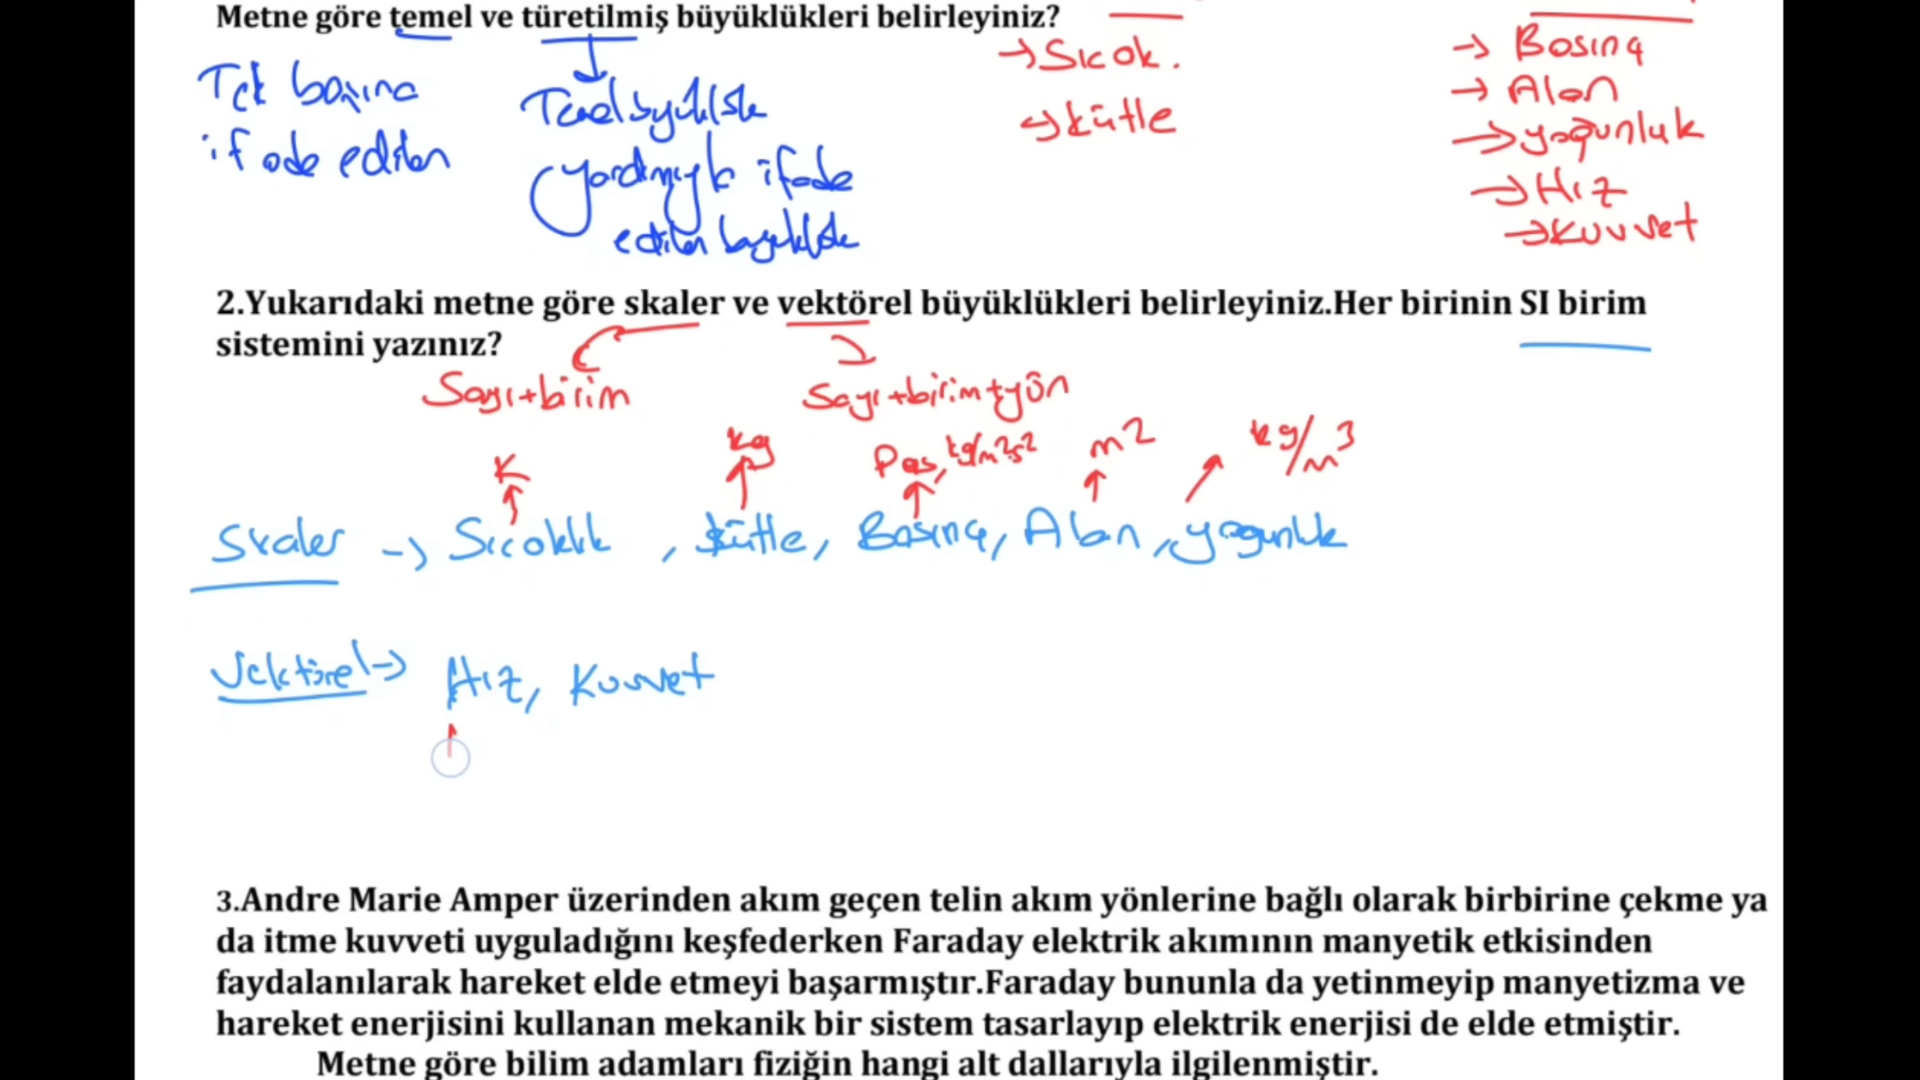 Metne göre temel ve türetilmiş büyüklükleri belirleyiniz?
Tek başına
ifade edilen
Temel büyüklük
yardımıyla ifade
edilen büyüklük
→ Sıcak.
→ kütle
→ Basınç
→ Alan
→ yoğunluk
→ Hız
→ Kuvvet
2.Yukarıdaki metne göre skaler ve vektörel büyüklükleri belirleyiniz.Her birinin SI birim
sistemini yazınız?
Sayı+birim
Sayı+birim+yön
K
kg
Pas, kg/m²s²
m2
kg/m3
Skaler → Sıcaklık, kütle, Basınç, Alan, yoğunluk
Vektörel → Hız, Kuvvet
3.Andre Marie Amper üzerinden akım geçen telin akım yönlerine bağlı olarak birbirine çekme ya
da itme kuvveti uyguladığını keşfederken Faraday elektrik akımının manyetik etkisinden
faydalanılarak hareket elde etmeyi başarmıştır.Faraday bununla da yetinmeyip manyetizma ve
hareket enerjisini kullanan mekanik bir sistem tasarlayıp elektrik enerjisi de elde etmiştir.
Metne göre bilim adamları fiziğin hangi alt dallarıyla ilgilenmiştir.